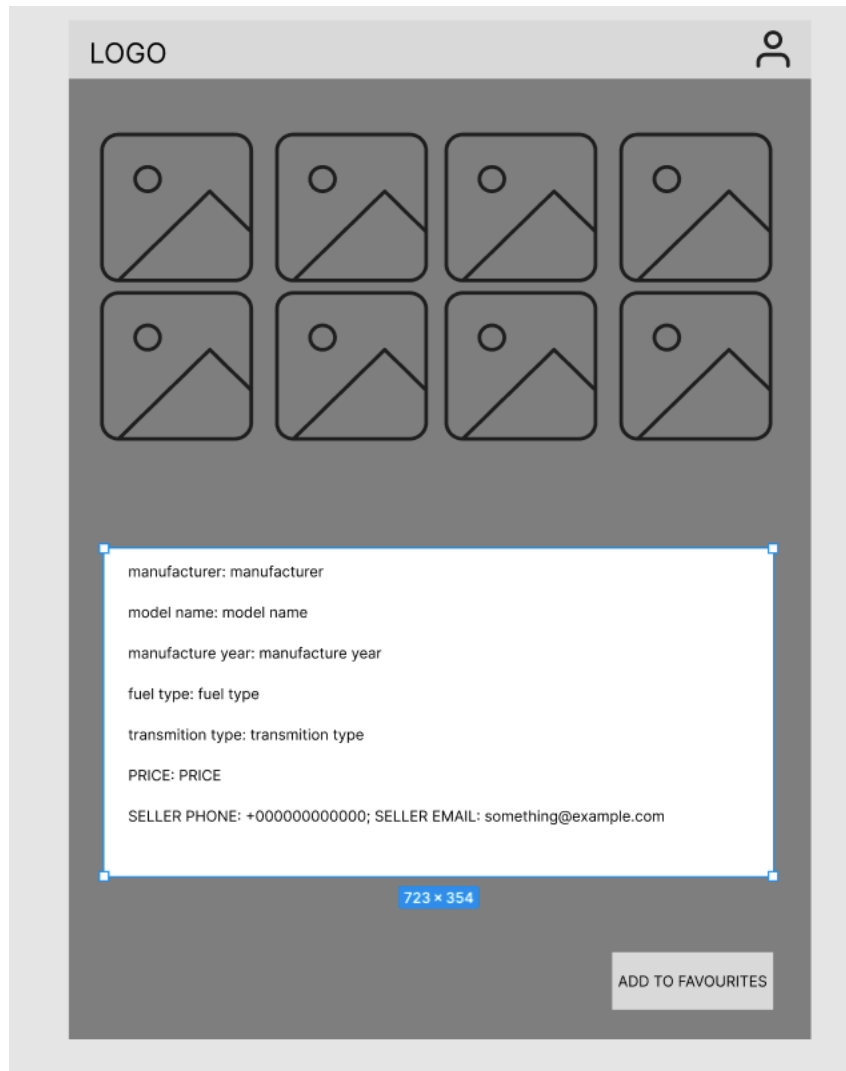 LOGO
manufacturer: manufacturer
model name: model name
manufacture year: manufacture year
fuel type: fuel type
transmition type: transmition type
PRICE: PRICE
SELLER PHONE: +000000000000; SELLER EMAIL: something@example.com
723 × 354
ADD TO FAVOURITES